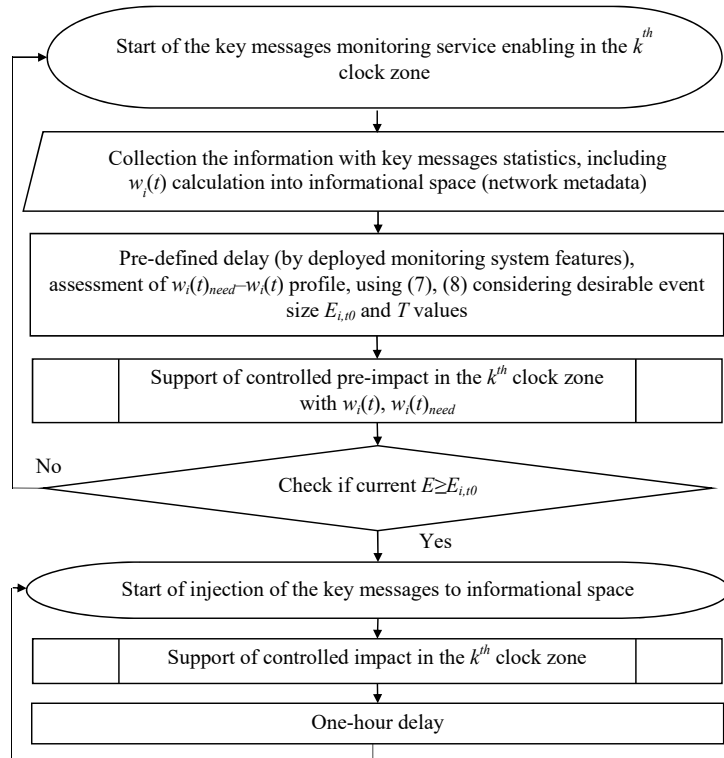 Start of the key messages monitoring service enabling in the kth
clock zone
Collection the information with key messages statistics, including
wi(t) calculation into informational space (network metadata)
Pre-defined delay (by deployed monitoring system features),
assessment of wi(t)need–wi(t) profile, using (7), (8) considering desirable event
size Ei,t0 and T values
Support of controlled pre-impact in the kth clock zone
with wi(t), wi(t)need
No
Check if current E≥Ei,t0
Yes
Start of injection of the key messages to informational space
Support of controlled impact in the kth clock zone
One-hour delay